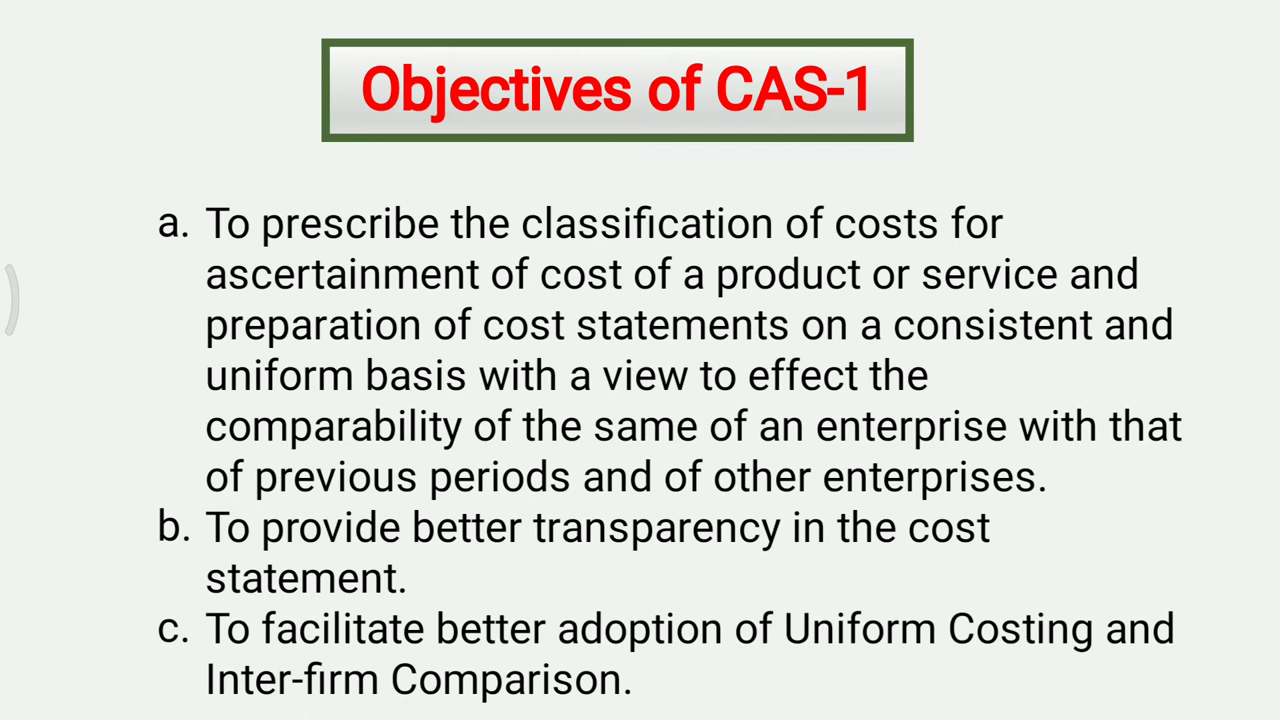 Objectives of CAS-1
a. To prescribe the classification of costs for
ascertainment of cost of a product or service and
preparation of cost statements on a consistent and
uniform basis with a view to effect the
comparability of the same of an enterprise with that
of previous periods and of other enterprises.
b. To provide better transparency in the cost
statement.
c. To facilitate better adoption of Uniform Costing and
Inter-firm Comparison.